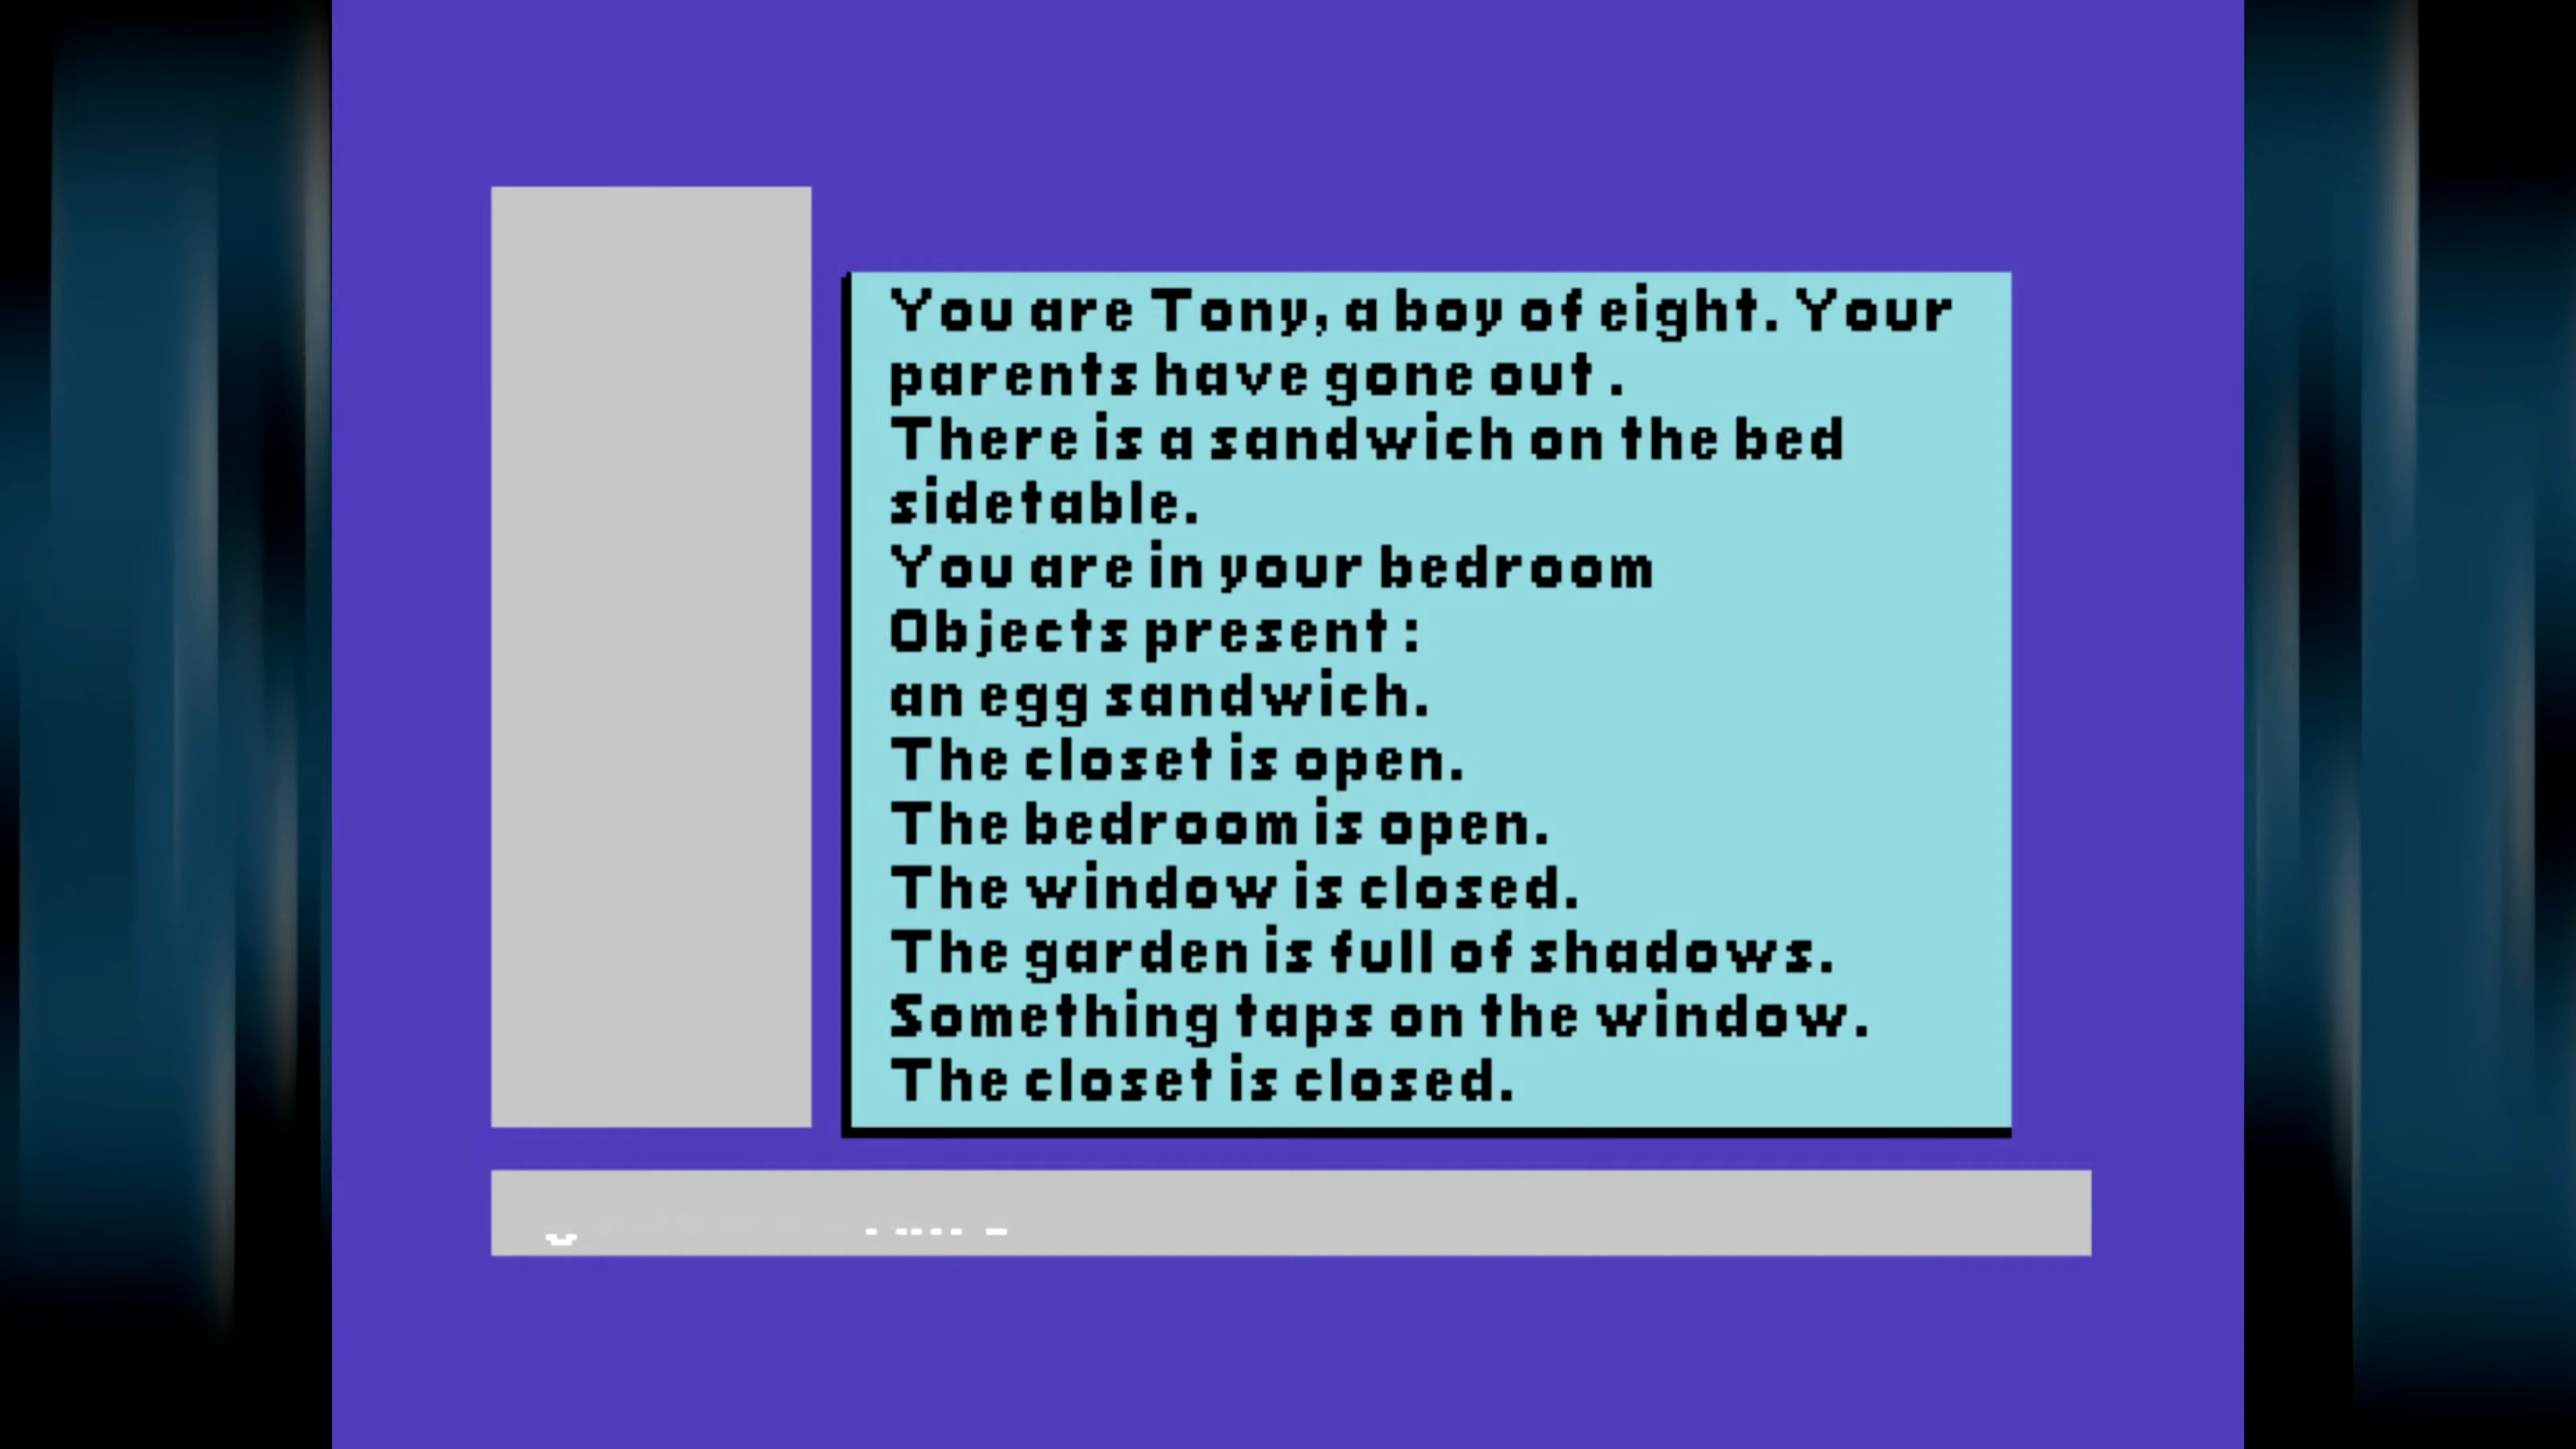 You are Tony, a boy of eight. Your
parents have gone out .
There is a sandwich on the bed
sidetable.
You are in your bedroom
Objects present :
an egg sandwich.
The closet is open.
The bedroom is open.
The window is closed.
The garden is full of shadows.
Something taps on the window.
The closet is closed.